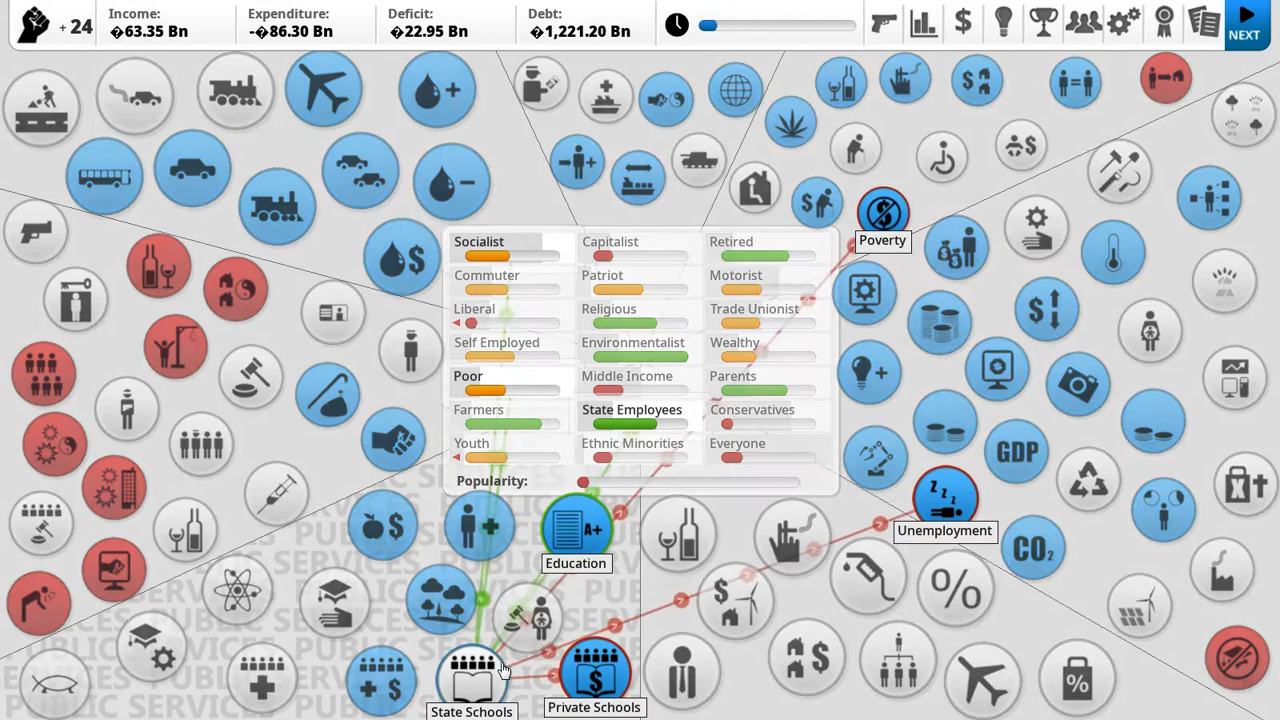 Income:
Expenditure:
Deficit:
Debt:
+ 24
�63.35 Bn
-�86.30 Bn
�22.95 Bn
�1,221.20 Bn
NEXT
Poverty
Socialist
Capitalist
Retired
Commuter
Patriot
Motorist
Liberal
Religious
Trade Unionist
Self Employed
Environmentalist
Wealthy
Poor
Middle Income
Parents
Farmers
State Employees
Conservatives
Youth
Ethnic Minorities
Everyone
Popularity:
GDP
A+
Education
Unemployment
CO₂
State Schools
Private Schools
PUBLIC SERVICES PUBLIC SERVICES